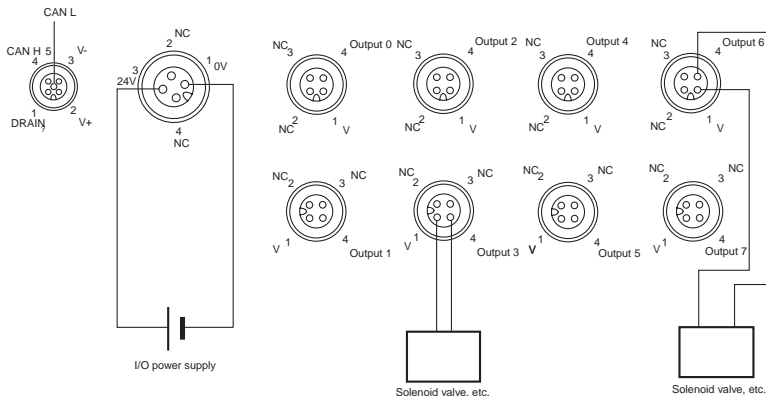 CAN L
CAN H 5 V-
4 3
1 2
DRAIN V+
?
NC
2
3 1 0V
24V
4
NC
I/O power supply
NC 3 4 Output 0
NC 2 1 V
NC 3 4 Output 2
NC 2 1 V
NC 3 4 Output 4
NC 2 1 V
NC 3 4 Output 6
NC 2 1 V
NC 2 3 NC
V 1 4 Output 1
NC 2 3 NC
V 1 4 Output 3
NC 2 3 NC
V 1 4 Output 5
NC 2 3 NC
V 1 4 Output 7
Solenoid valve, etc.
Solenoid valve, etc.